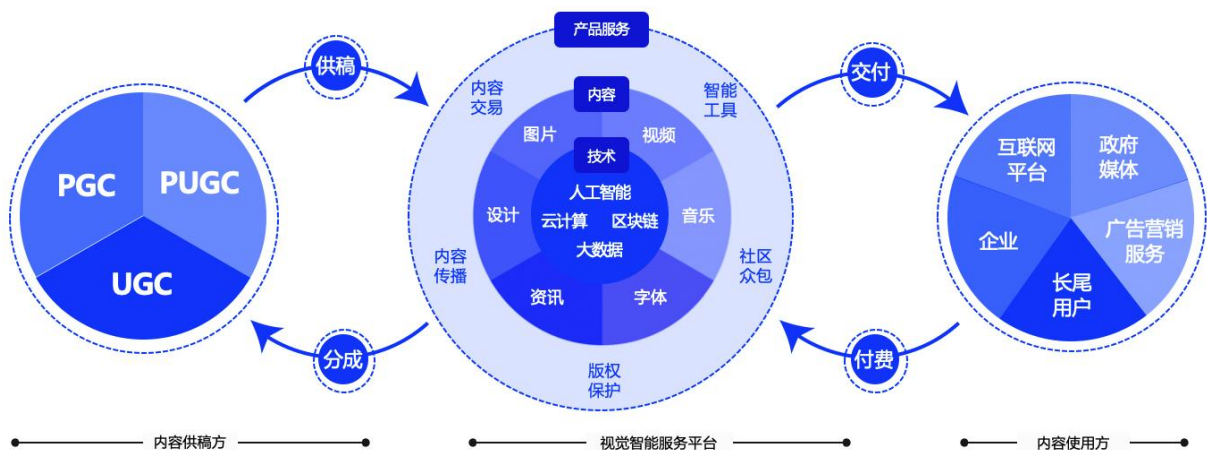 产品服务
供稿
交付
内容
交易
智能
工具
内容
图片
视频
技术
人工智能
云计算
区块链
大数据
设计
音乐
资讯
字体
内容
传播
社区
众包
版权
保护
PGC
PUGC
UGC
互联网
平台
政府
媒体
企业
广告营销
服务
长尾
用户
分成
付费
内容供稿方
视觉智能服务平台
内容使用方